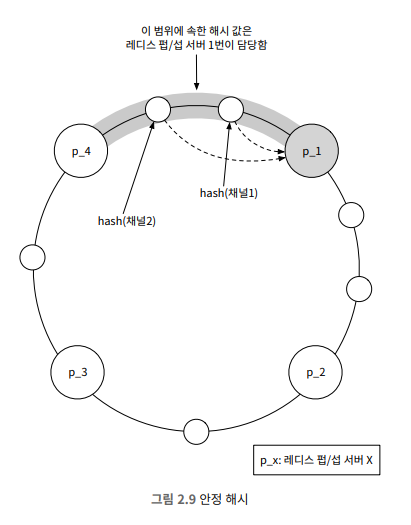 이 범위에 속한 해시 값은
레디스 펍/섭 서버 1번이 담당함
p_4
p_1
hash(채널1)
hash(채널2)
p_3
p_2
p_x: 레디스 펍/섭 서버 X
그림 2.9 안정 해시